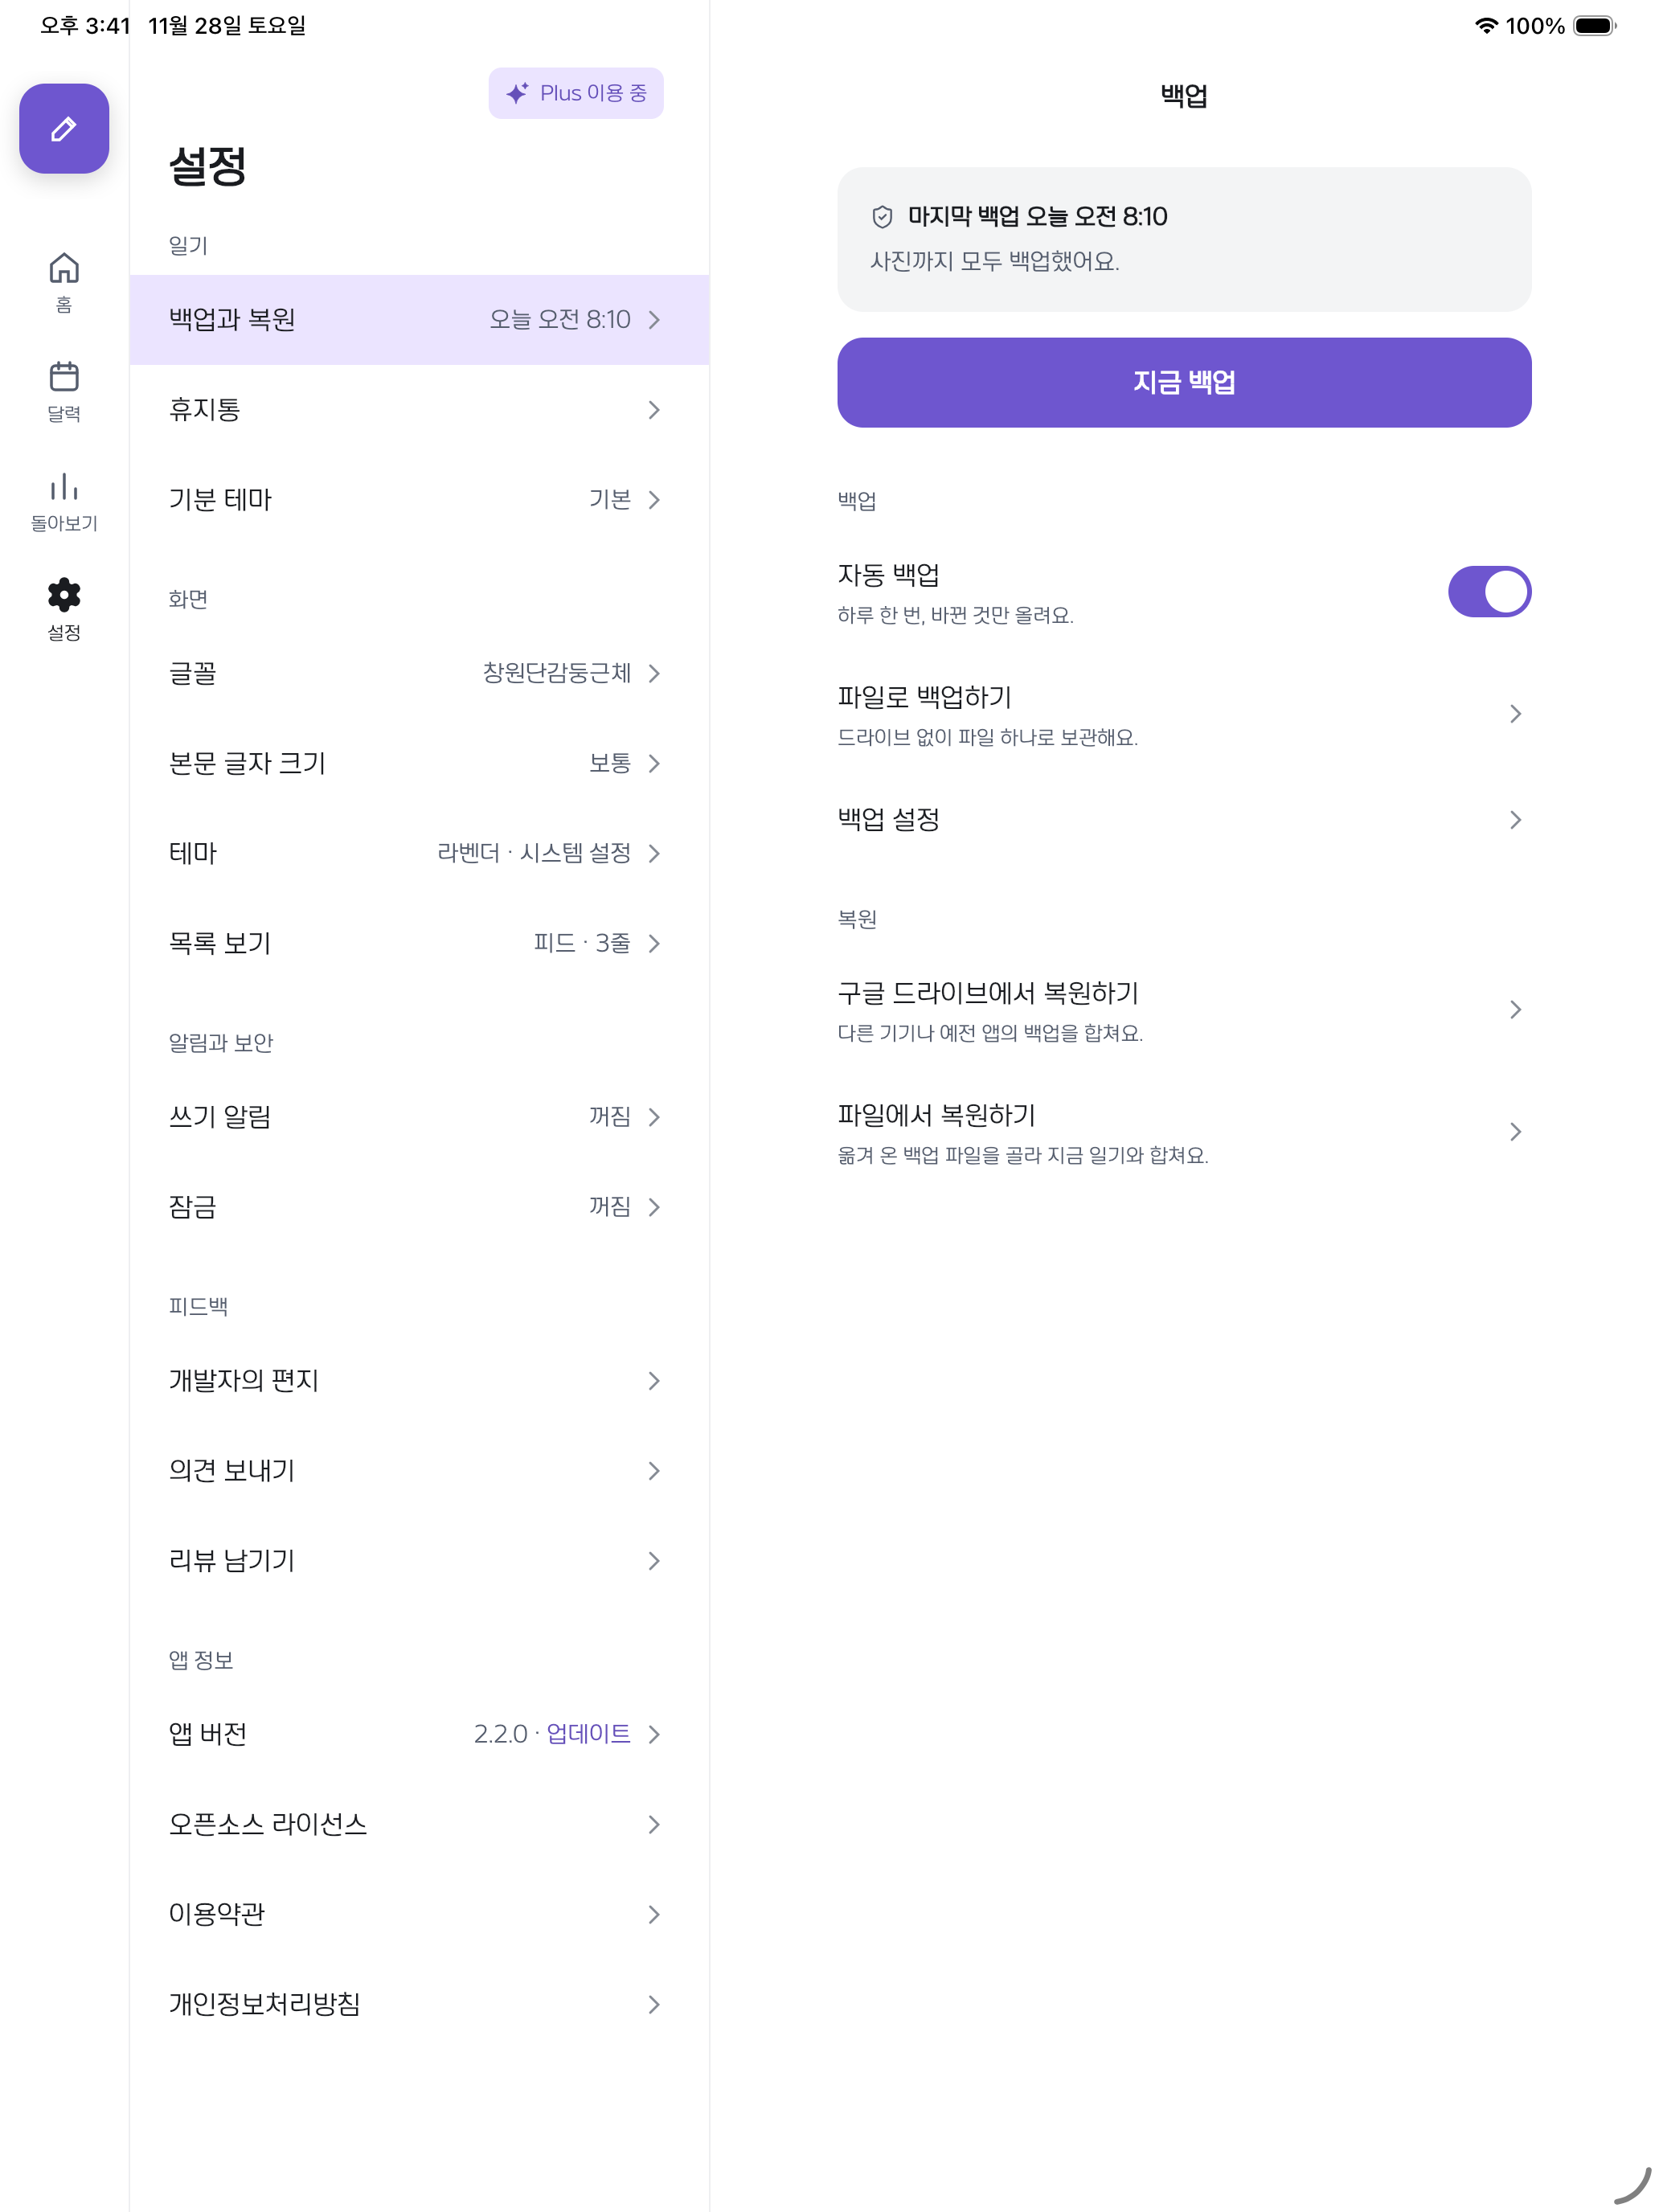 오후 3:41 11월 28일 토요일
100%
Plus 이용 중
설정
홈
달력
돌아보기
설정
일기
백업과 복원 오늘 오전 8:10
휴지통
기분 테마 기본
화면
글꼴 창원단감둥근체
본문 글자 크기 보통
테마 라벤더 · 시스템 설정
목록 보기 피드 · 3줄
알림과 보안
쓰기 알림 꺼짐
잠금 꺼짐
피드백
개발자의 편지
의견 보내기
리뷰 남기기
앱 정보
앱 버전 2.2.0 · 업데이트
오픈소스 라이선스
이용약관
개인정보처리방침
백업
마지막 백업 오늘 오전 8:10
사진까지 모두 백업했어요.
지금 백업
백업
자동 백업
하루 한 번, 바뀐 것만 올려요.
파일로 백업하기
드라이브 없이 파일 하나로 보관해요.
백업 설정
복원
구글 드라이브에서 복원하기
다른 기기나 예전 앱의 백업을 합쳐요.
파일에서 복원하기
옮겨 온 백업 파일을 골라 지금 일기와 합쳐요.